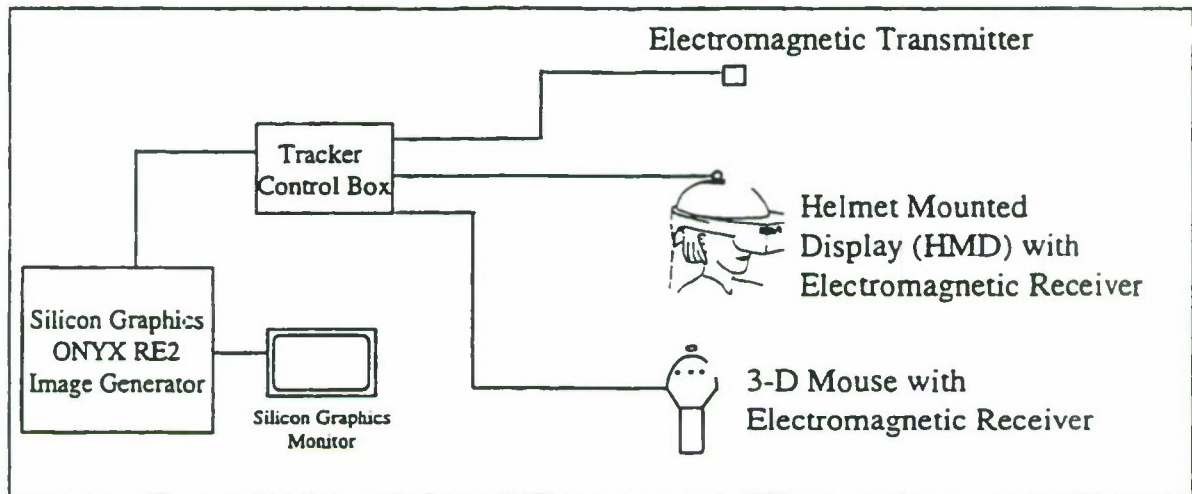 Electromagnetic Transmitter
Tracker
Control Box
Helmet Mounted
Display (HMD) with
Electromagnetic Receiver
Silicon Graphics
ONYX RE2
Image Generator
Silicon Graphics
Monitor
3-D Mouse with
Electromagnetic Receiver